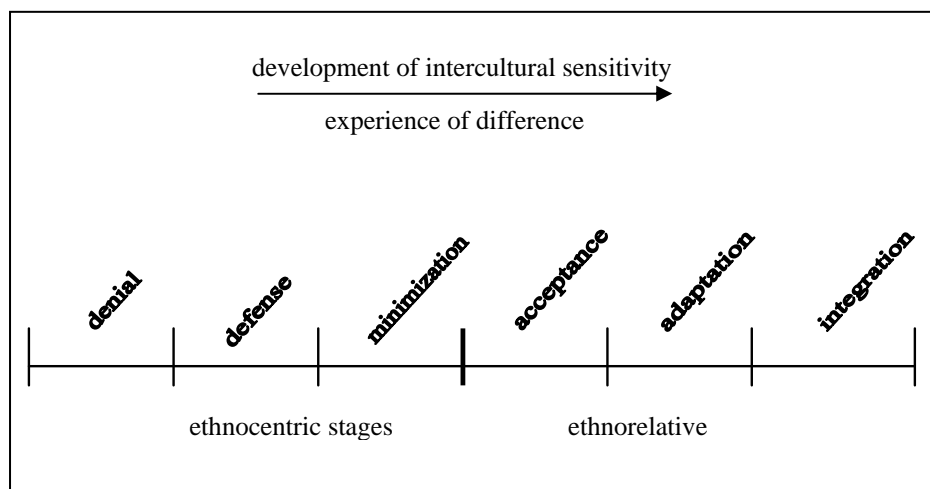 development of intercultural sensitivity
experience of difference
denial
defense
minimization
acceptance
adaptation
integration
ethnocentric stages
ethnorelative